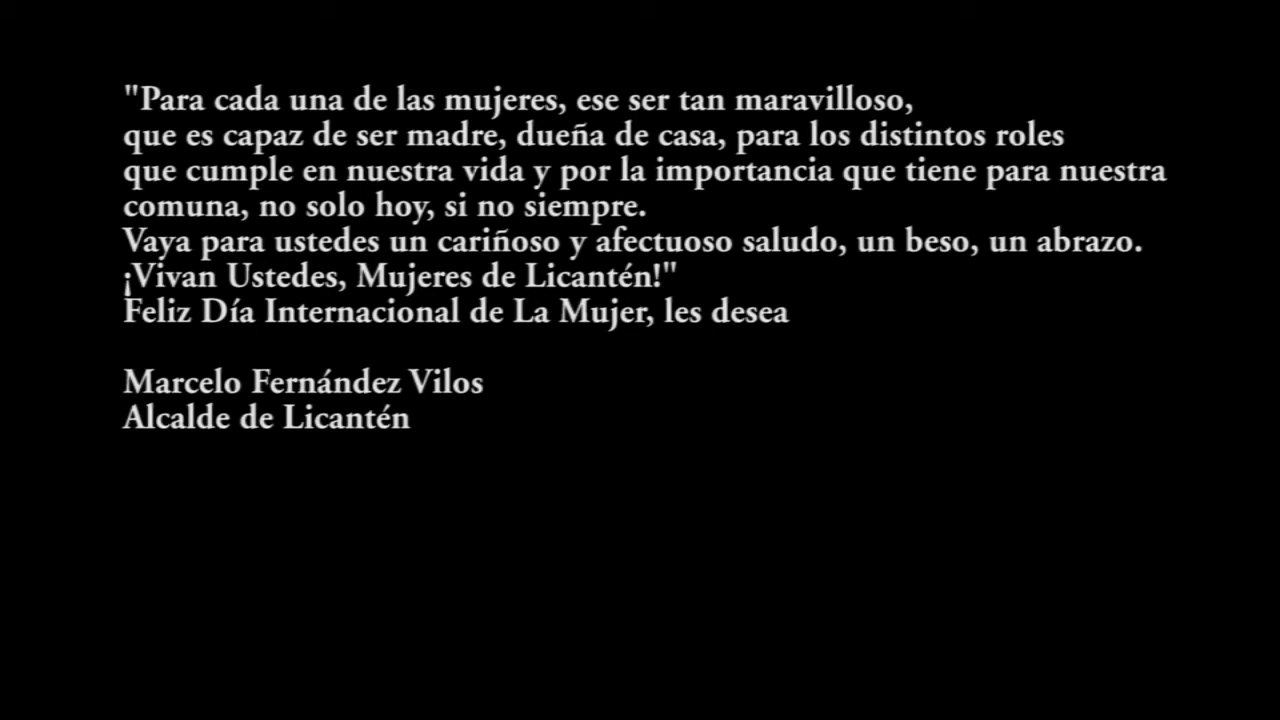 "Para cada una de las mujeres, ese ser tan maravilloso,
que es capaz de ser madre, dueña de casa, para los distintos roles
que cumple en nuestra vida y por la importancia que tiene para nuestra
comuna, no solo hoy, si no siempre.
Vaya para ustedes un cariñoso y afectuoso saludo, un beso, un abrazo.
¡Vivan Ustedes, Mujeres de Licantén!"
Feliz Día Internacional de La Mujer, les desea
Marcelo Fernández Vilos
Alcalde de Licantén